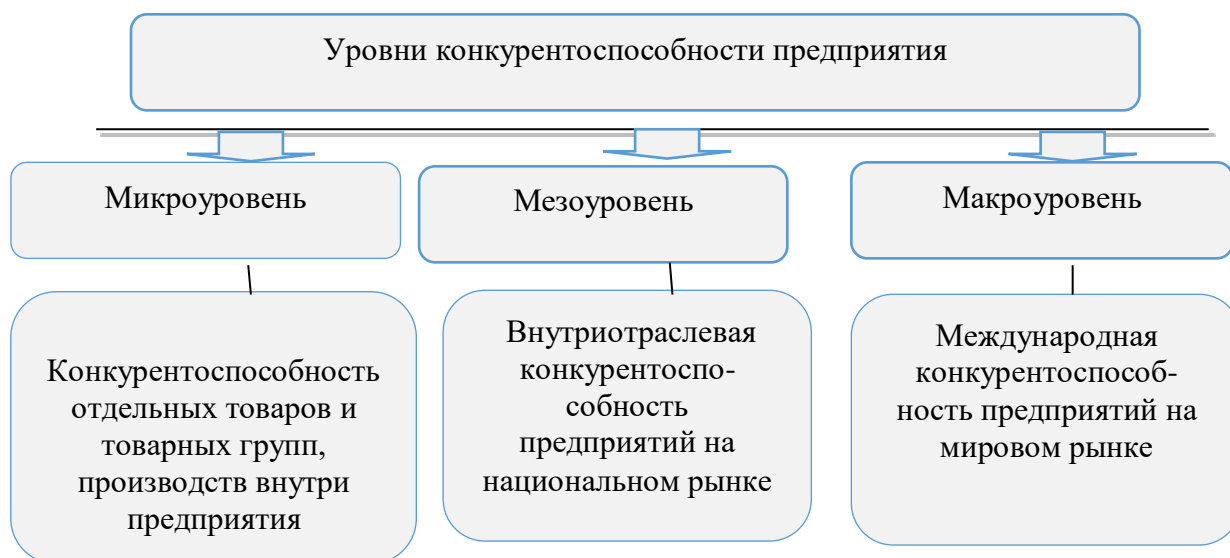 Уровни конкурентоспособности предприятия
Микроуровень
Мезоуровень
Макроуровень
Конкурентоспособность
отдельных товаров и
товарных групп,
производств внутри
предприятия
Внутриотраслевая
конкурентоспо-
собность
предприятий на
национальном рынке
Международная
конкурентоспособ-
ность предприятий на
мировом рынке